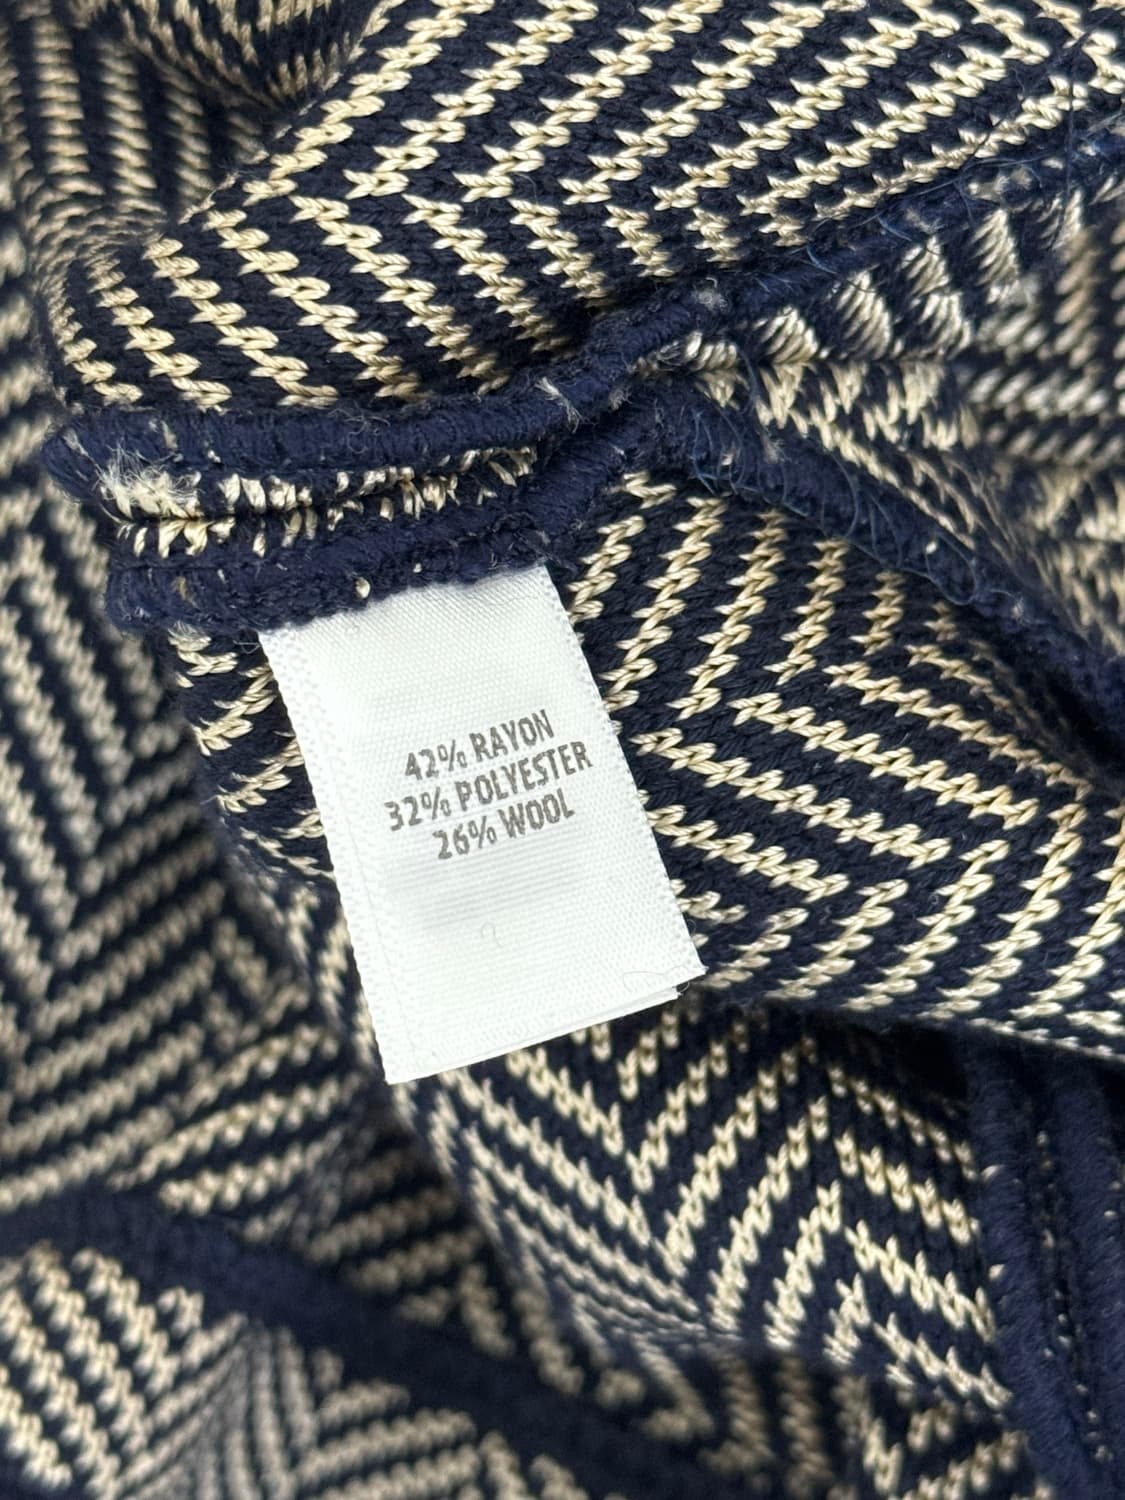 42% RAYON
32% POLYESTER
26% WOOL